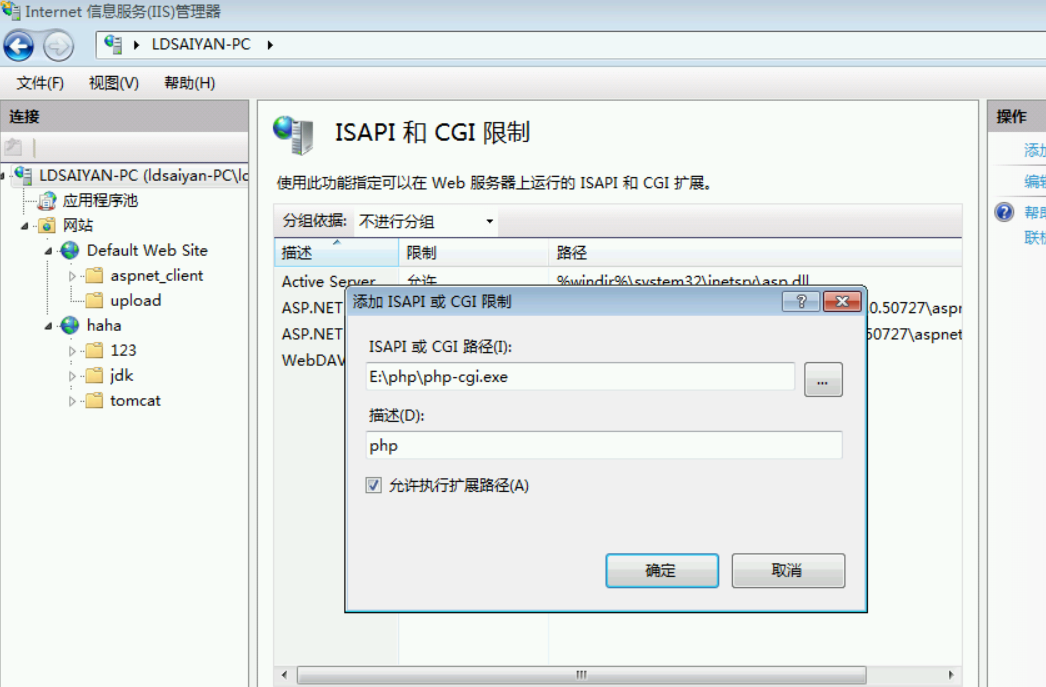 Internet 信息服务(IIS)管理器
LDSAIYAN-PC
文件(F) 视图(V) 帮助(H)
连接
LDSAIYAN-PC (ldsaiyan-PC\lc
应用程序池
网站
Default Web Site
aspnet_client
upload
haha
123
jdk
tomcat
ISAPI 和 CGI 限制
使用此功能指定可以在 Web 服务器上运行的 ISAPI 和 CGI 扩展。
分组依据: 不进行分组
描述 限制 路径
Active Server 允许 %windir%\system32\inetsrv\asp.dll
ASP.NET 0.50727\aspr
ASP.NET 50727\aspnet
WebDAV
添加 ISAPI 或 CGI 限制
ISAPI 或 CGI 路径(I):
E:\php\php-cgi.exe
...
描述(D):
php
允许执行扩展路径(A)
确定 取消
操作
添加
编辑
帮助
联机